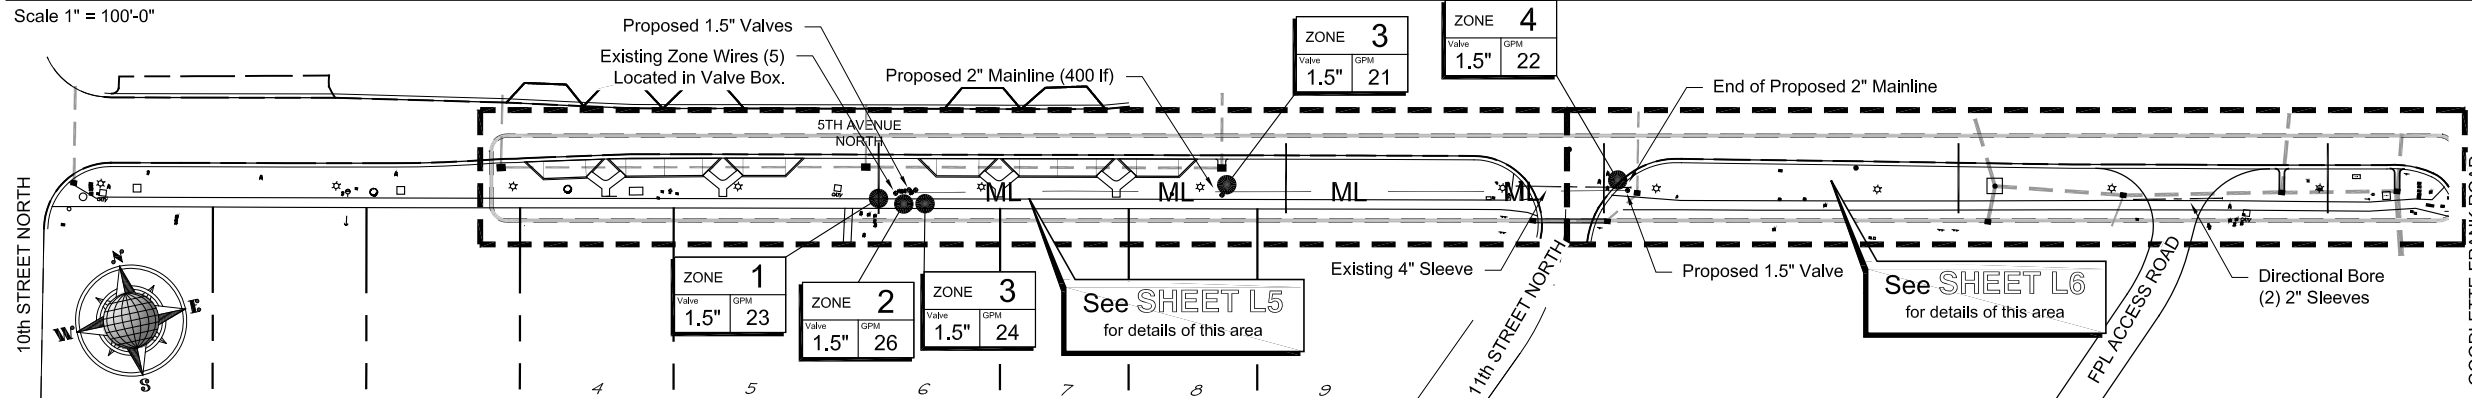 Scale 1" = 100'-0"
Proposed 1.5" Valves
Existing Zone Wires (5)
Located in Valve Box.
Proposed 2" Mainline (400 lf)
ZONE 3
Valve GPM
1.5" 21
ZONE 4
Valve GPM
1.5" 22
End of Proposed 2" Mainline
5TH AVENUE
NORTH
ML ML ML ML
10th STREET NORTH
N
E
W
S
ZONE 1
Valve GPM
1.5" 23
ZONE 2
Valve GPM
1.5" 26
ZONE 3
Valve GPM
1.5" 24
See SHEET L5
for details of this area
Existing 4" Sleeve
11th STREET NORTH
Proposed 1.5" Valve
See SHEET L6
for details of this area
FPL ACCESS ROAD
Directional Bore
(2) 2" Sleeves
4 5 6 7 8 9